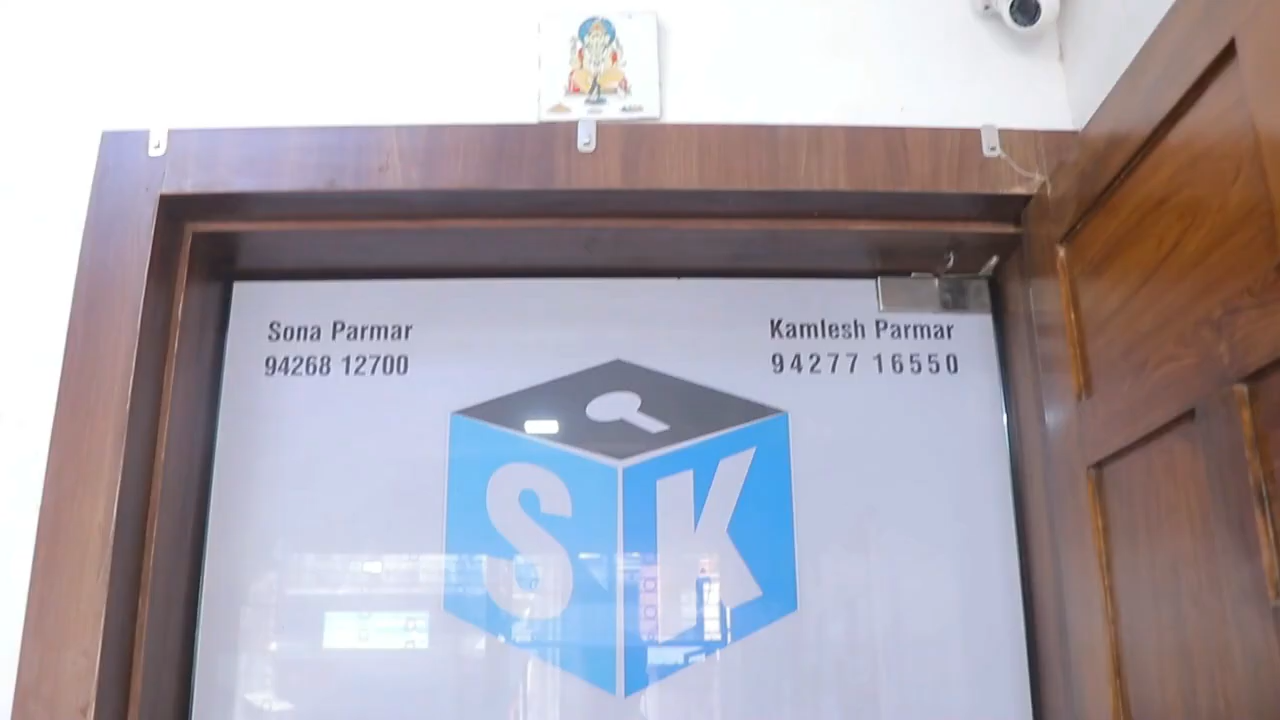 Sona Parmar
94268 12700
Kamlesh Parmar
94277 16550
SK